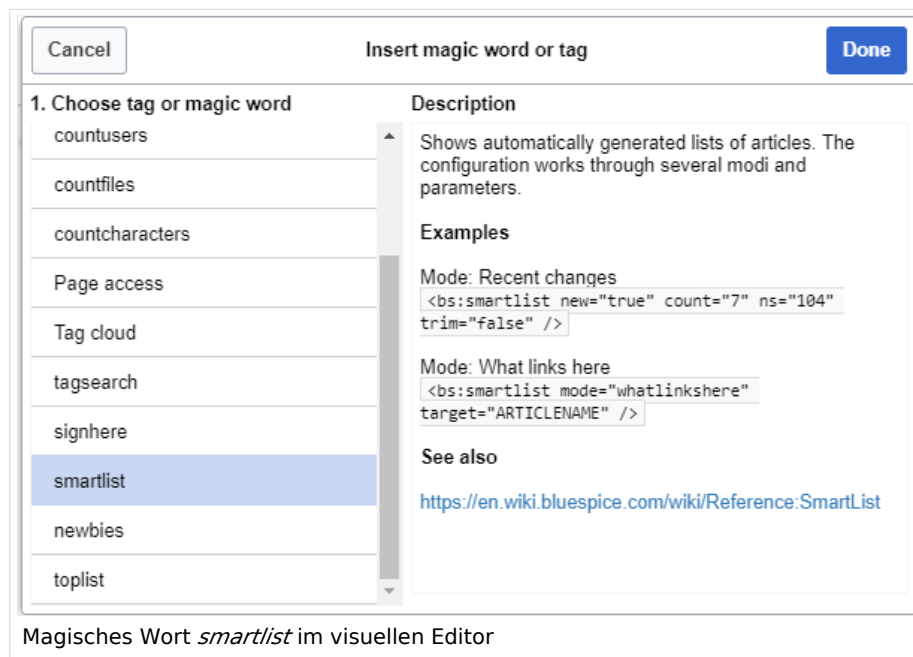 Cancel
Insert magic word or tag
Done
1. Choose tag or magic word
countusers
countfiles
countcharacters
Page access
Tag cloud
tagsearch
signhere
smartlist
newbies
toplist
Description
Shows automatically generated lists of articles. The
configuration works through several modi and
parameters.
Examples
Mode: Recent changes
<bs:smartlist new="true" count="7" ns="104"
trim="false" />
Mode: What links here
<bs:smartlist mode="whatlinkshere"
target="ARTICLENAME" />
See also
https://en.wiki.bluespice.com/wiki/Reference:SmartList
Magisches Wort smartlist im visuellen Editor